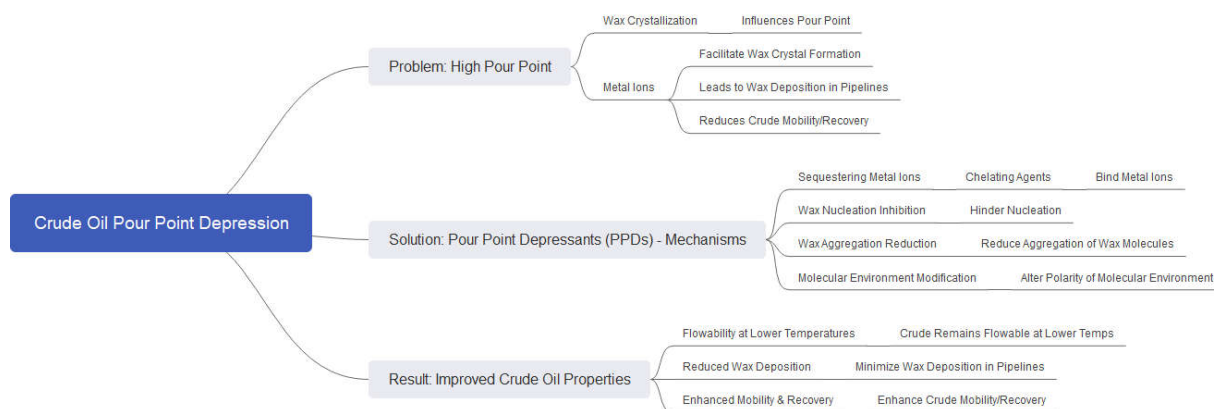 Crude Oil Pour Point Depression
Problem: High Pour Point
Wax Crystallization
Influences Pour Point
Metal Ions
Facilitate Wax Crystal Formation
Leads to Wax Deposition in Pipelines
Reduces Crude Mobility/Recovery
Solution: Pour Point Depressants (PPDs) - Mechanisms
Sequestering Metal Ions
Chelating Agents
Bind Metal Ions
Wax Nucleation Inhibition
Hinder Nucleation
Wax Aggregation Reduction
Reduce Aggregation of Wax Molecules
Molecular Environment Modification
Alter Polarity of Molecular Environment
Result: Improved Crude Oil Properties
Flowability at Lower Temperatures
Crude Remains Flowable at Lower Temps
Reduced Wax Deposition
Minimize Wax Deposition in Pipelines
Enhanced Mobility & Recovery
Enhance Crude Mobility/Recovery